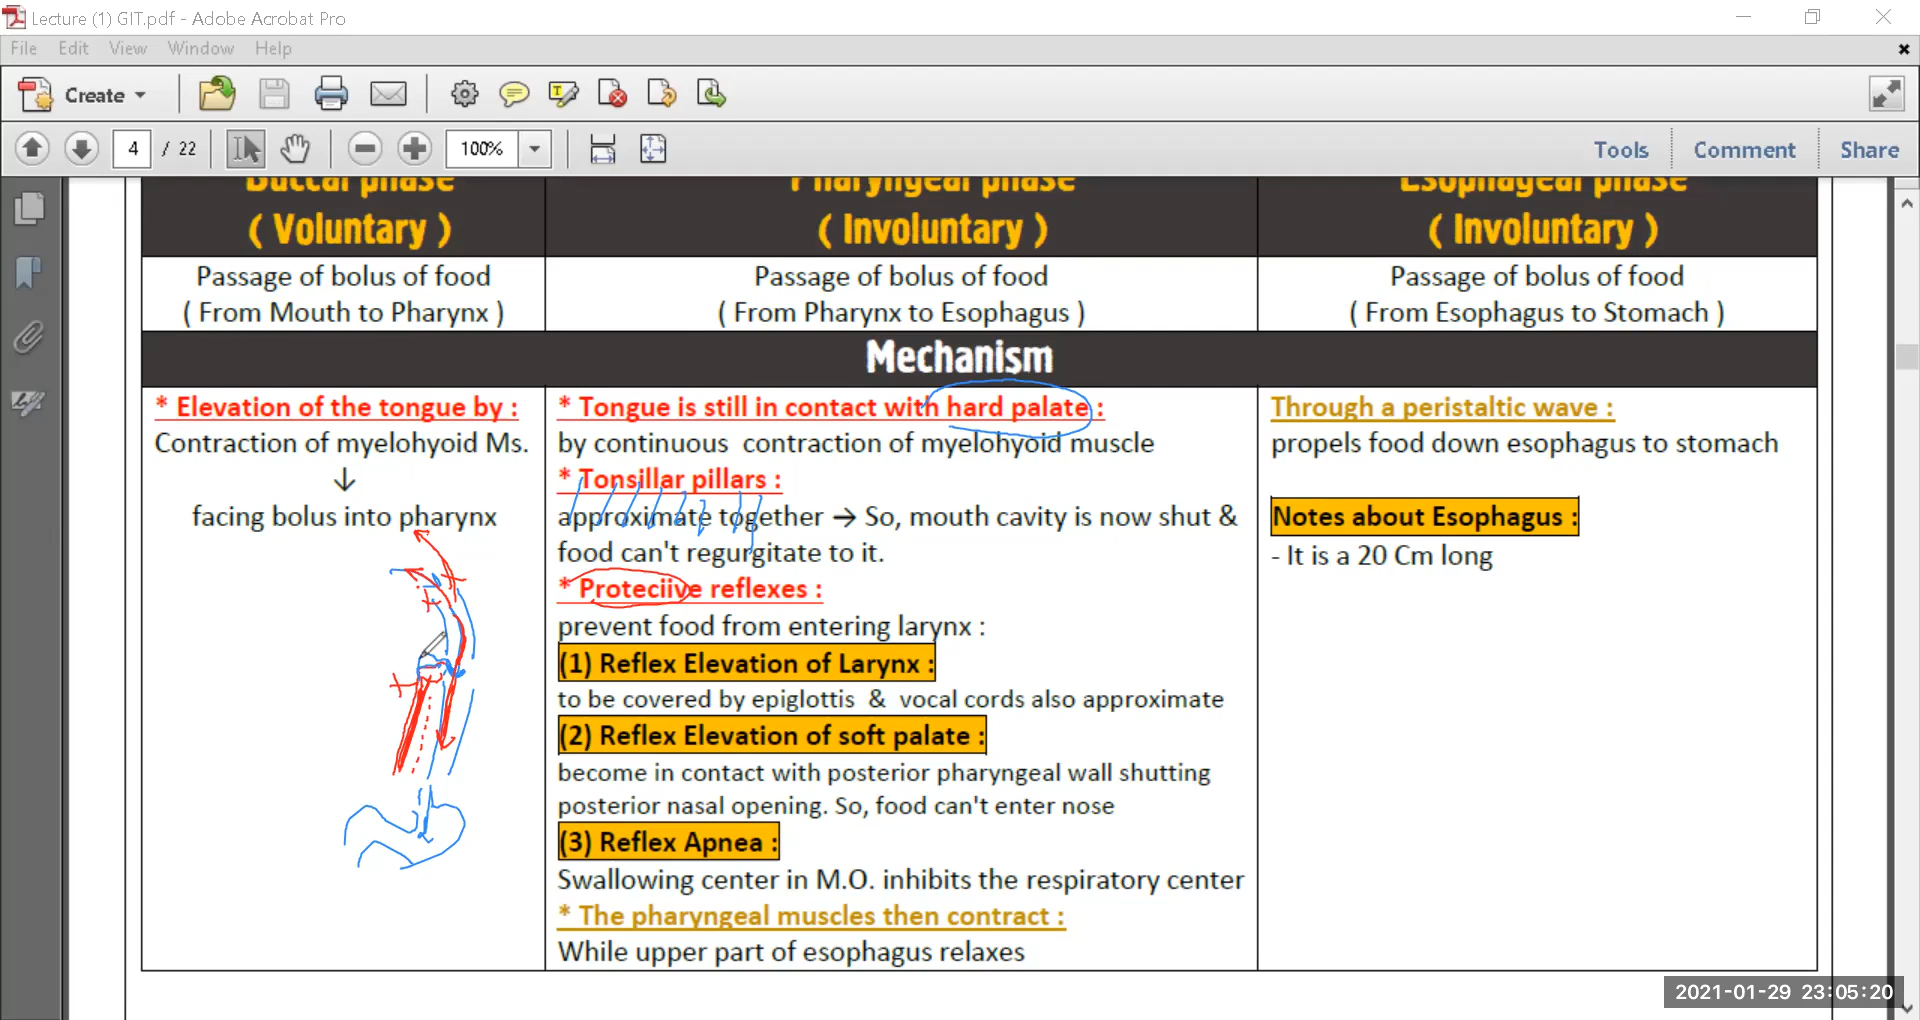 Lecture (1) GIT.pdf - Adobe Acrobat Pro
File Edit View Window Help
Create
4 / 22 100% Tools Comment Share
Buccal phase
( Voluntary )
Pharyngeal phase
( Involuntary )
Esophageal phase
( Involuntary )
Passage of bolus of food
( From Mouth to Pharynx )
Passage of bolus of food
( From Pharynx to Esophagus )
Passage of bolus of food
( From Esophagus to Stomach )
Mechanism
* Elevation of the tongue by :
Contraction of myelohyoid Ms.
↓
facing bolus into pharynx
* Tongue is still in contact with hard palate :
by continuous contraction of myelohyoid muscle
* Tonsillar pillars :
approximate together → So, mouth cavity is now shut &
food can't regurgitate to it.
* Proteciive reflexes :
prevent food from entering larynx :
(1) Reflex Elevation of Larynx :
to be covered by epiglottis & vocal cords also approximate
(2) Reflex Elevation of soft palate :
become in contact with posterior pharyngeal wall shutting
posterior nasal opening. So, food can't enter nose
(3) Reflex Apnea :
Swallowing center in M.O. inhibits the respiratory center
* The pharyngeal muscles then contract :
While upper part of esophagus relaxes
Through a peristaltic wave :
propels food down esophagus to stomach
Notes about Esophagus :
- It is a 20 Cm long
2021-01-29 23:05:20